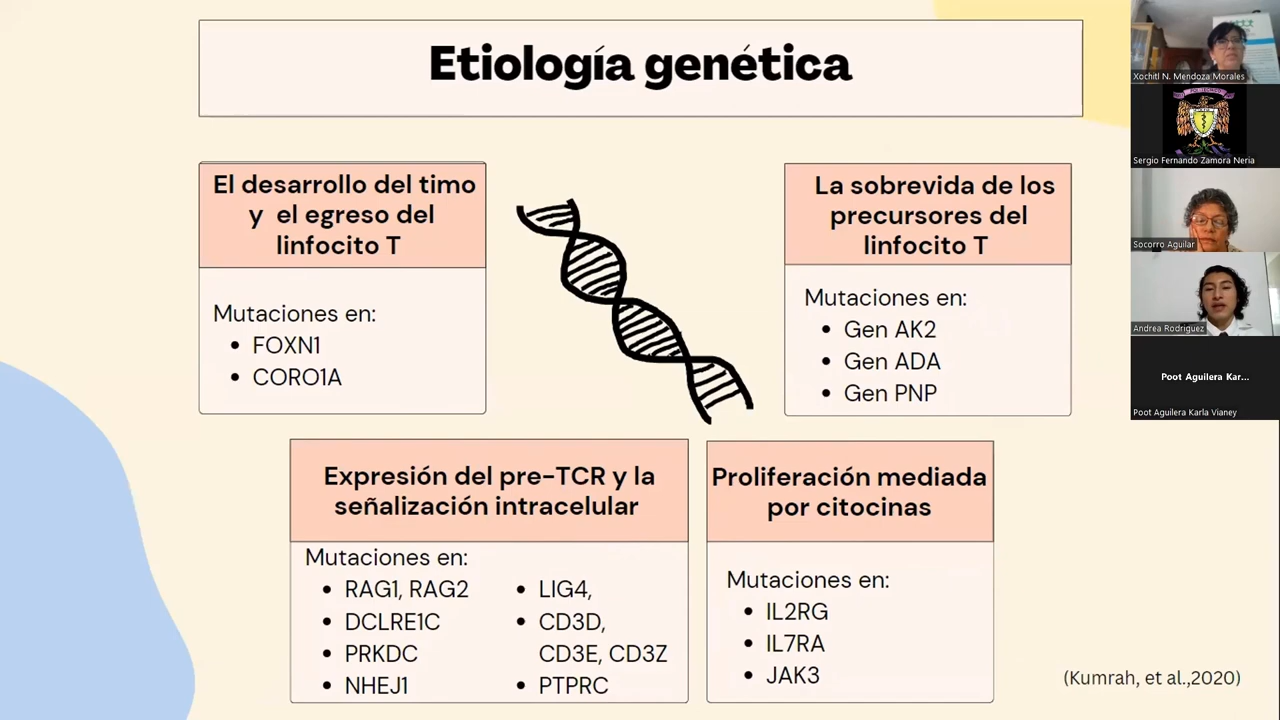 Etiología genética
El desarrollo del timo
y el egreso del
linfocito T
Mutaciones en:
• FOXN1
• CORO1A
La sobrevida de los
precursores del
linfocito T
Mutaciones en:
• Gen AK2
• Gen ADA
• Gen PNP
Expresión del pre-TCR y la
señalización intracelular
Mutaciones en:
• RAG1, RAG2
• DCLRE1C
• PRKDC
• NHEJ1
• LIG4,
• CD3D,
CD3E, CD3Z
• PTPRC
Proliferación mediada
por citocinas
Mutaciones en:
• IL2RG
• IL7RA
• JAK3
(Kumrah, et al.,2020)
Xochitl N. Mendoza Morales
Sergio Fernando Zamora Neria
Socorro Aguilar
Andrea Rodriguez
Poot Aguilera Kar...
Poot Aguilera Karla Vianey